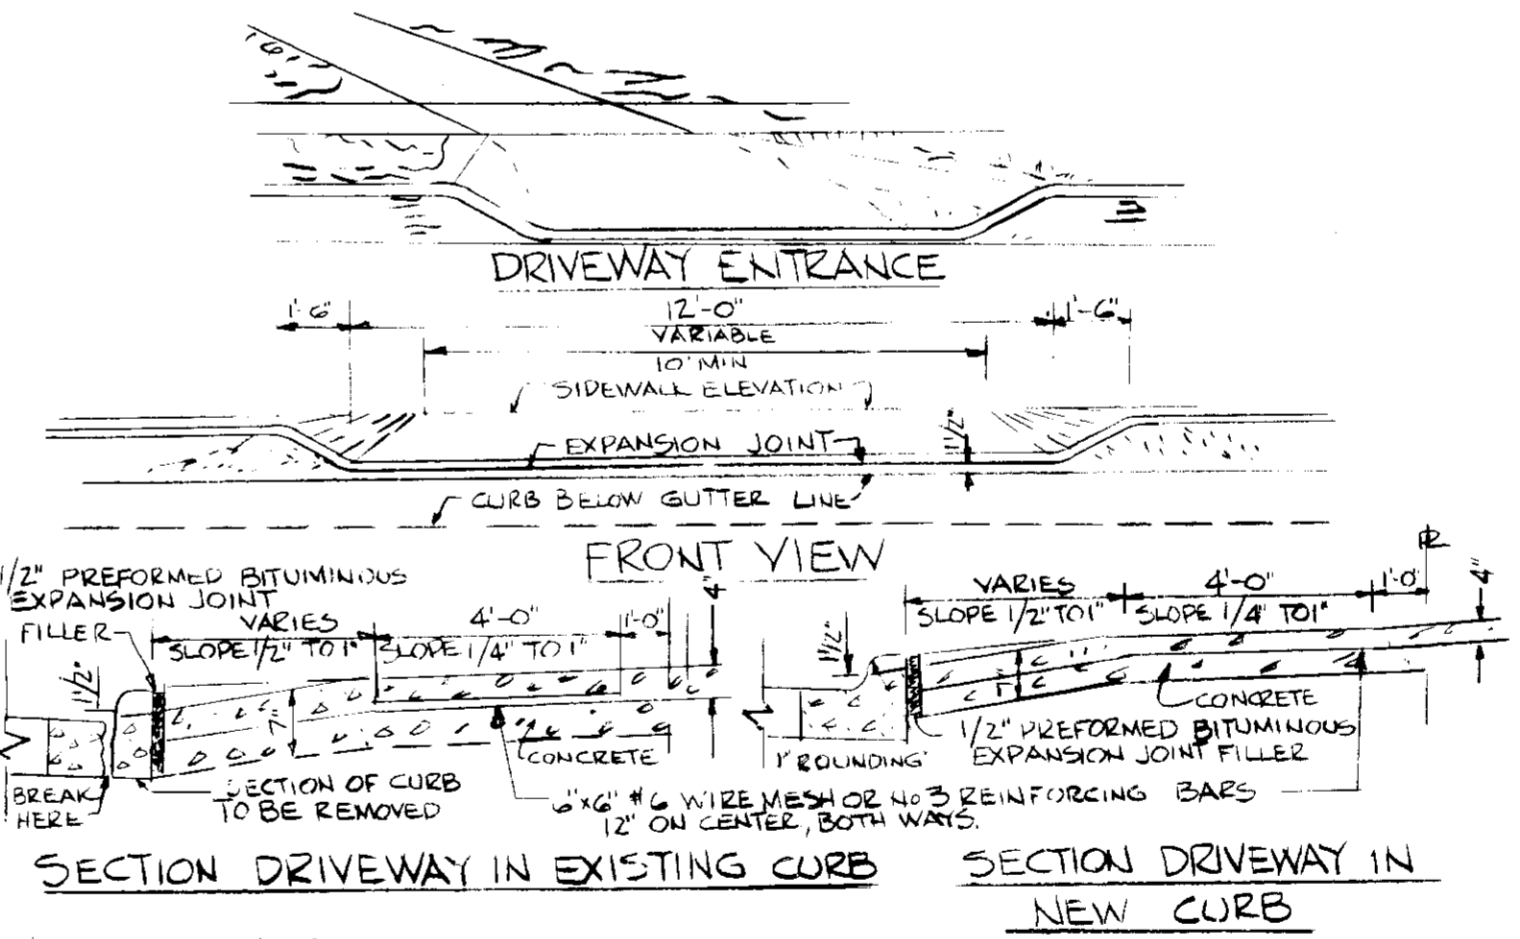 DRIVEWAY ENTRANCE
1'-6"
12'-0"
1'-6"
VARIABLE
10' MIN
SIDEWALK ELEVATION
1 1/2"
EXPANSION JOINT
CURB BELOW GUTTER LINE
FRONT VIEW
1/2" PREFORMED BITUMINOUS
EXPANSION JOINT
FILLER
VARIES
4'-0"
1'-0"
4"
SLOPE 1/2" TO 1"
SLOPE 1/4" TO 1"
1 1/2"
7"
CONCRETE
BREAK
HERE
SECTION OF CURB
TO BE REMOVED
VARIES
4'-0"
1'-0"
4"
SLOPE 1/2" TO 1"
SLOPE 1/4" TO 1"
1 1/2"
7"
CONCRETE
1" ROUNDING
1/2" PREFORMED BITUMINOUS
EXPANSION JOINT FILLER
6"x6" #6 WIRE MESH OR No 3 REINFORCING BARS
12" ON CENTER, BOTH WAYS.
SECTION DRIVEWAY IN EXISTING CURB
SECTION DRIVEWAY IN
NEW CURB